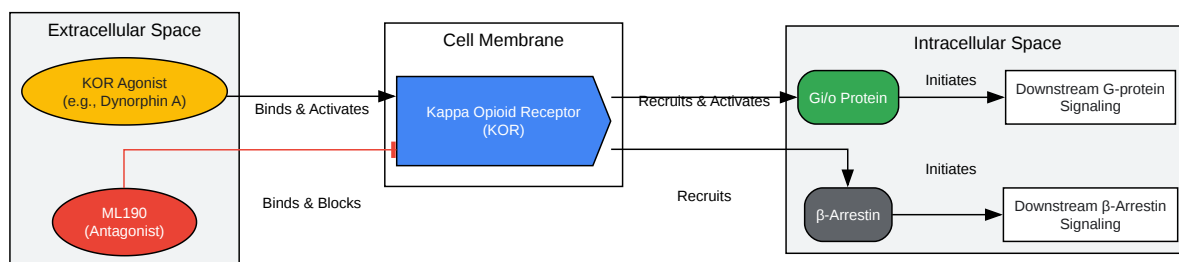 Extracellular Space
KOR Agonist
(e.g., Dynorphin A)
Binds & Activates
ML190
(Antagonist)
Binds & Blocks
Cell Membrane
Kappa Opioid Receptor
(KOR)
Recruits & Activates
Recruits
Intracellular Space
Gi/o Protein
Initiates
Downstream G-protein
Signaling
β-Arrestin
Initiates
Downstream β-Arrestin
Signaling